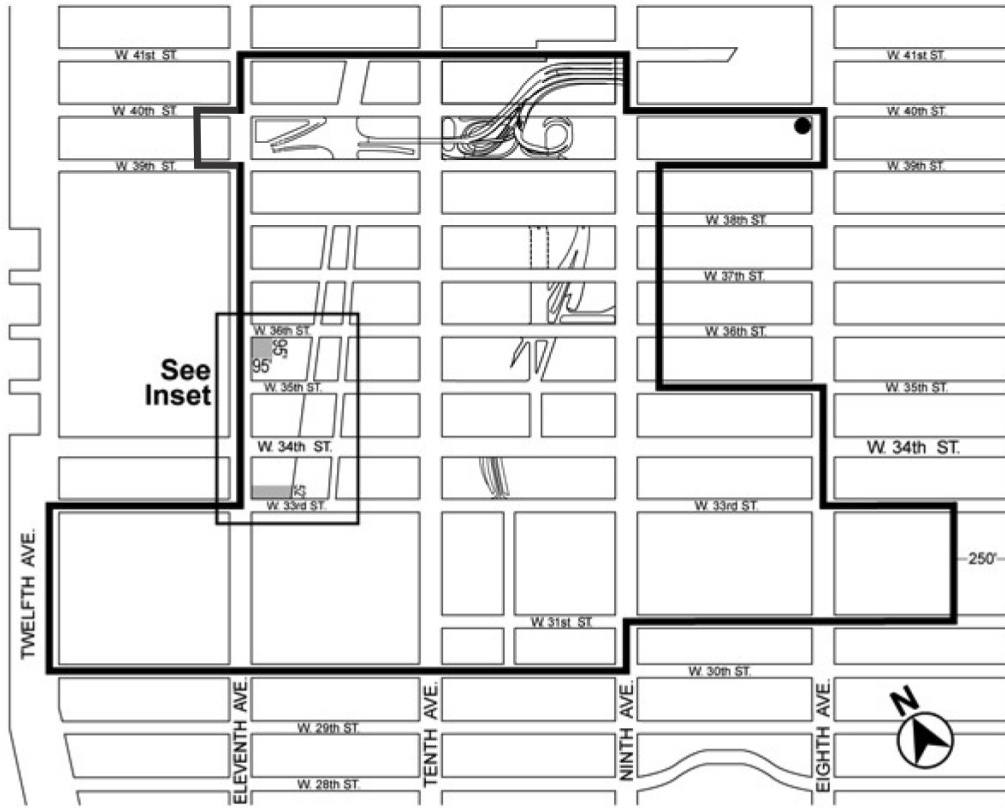 W. 41st ST.
W. 41st ST.
W. 40th ST.
W. 40th ST.
W. 39th ST.
W. 39th ST.
W. 38th ST.
W. 37th ST.
W. 36th ST.
W. 36th ST.
95'
95'
See
Inset
W. 35th ST.
W. 35th ST.
W. 34th ST.
W. 34th ST.
52'
W. 33rd ST.
W. 33rd ST.
250'
TWELFTH AVE.
W. 31st ST.
W. 30th ST.
ELEVENTH AVE.
TENTH AVE.
NINTH AVE.
EIGHTH AVE.
N
W. 29th ST.
W. 28th ST.